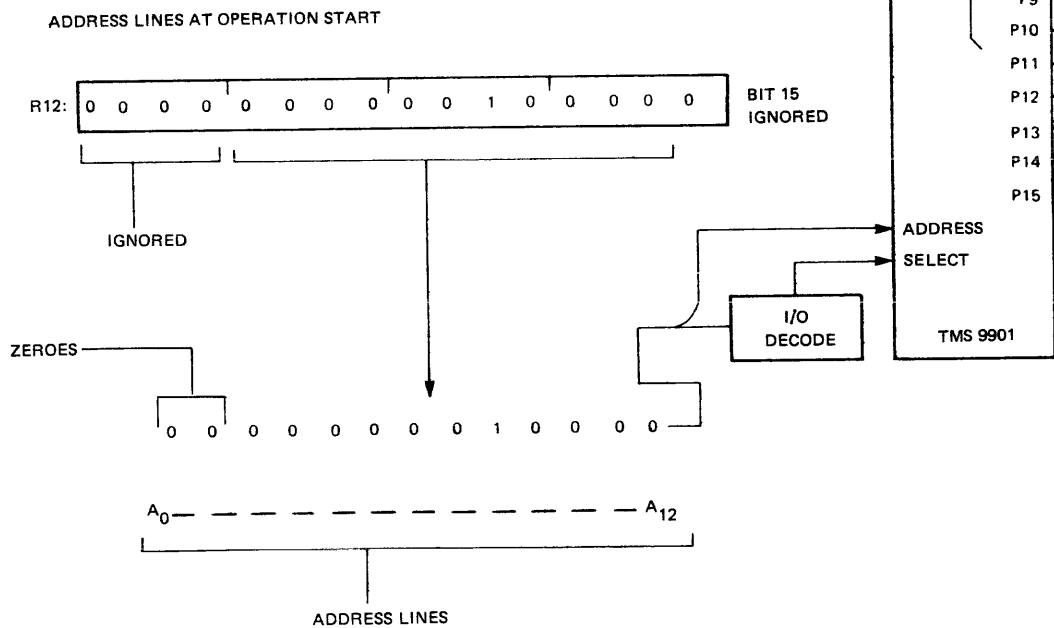 ADDRESS LINES AT OPERATION START
P9
P10
P11
P12
P13
P14
P15
R12: 0 0 0 0 0 0 0 0 0 0 1 0 0 0 0 0
BIT 15
IGNORED
IGNORED
ADDRESS
SELECT
I/O
DECODE
TMS 9901
ZEROES
0 0 0 0 0 0 0 0 1 0 0 0 0
A0 — — — — — — — — — — — — A12
ADDRESS LINES